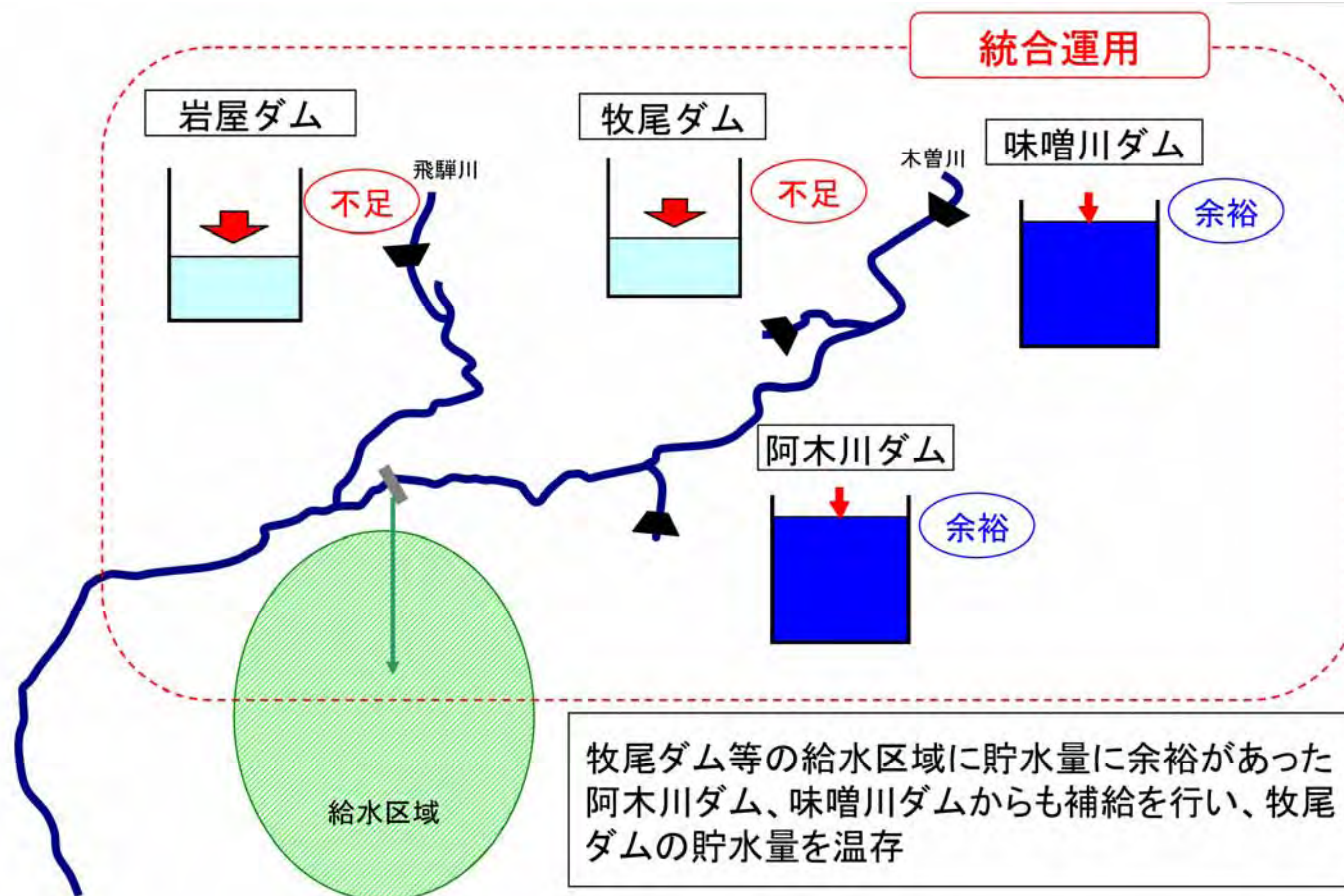 統合運用
岩屋ダム
牧尾ダム
味噌川ダム
不足
飛騨川
不足
木曽川
余裕
阿木川ダム
余裕
給水区域
牧尾ダム等の給水区域に貯水量に余裕があった
阿木川ダム、味噌川ダムからも補給を行い、牧尾
ダムの貯水量を温存